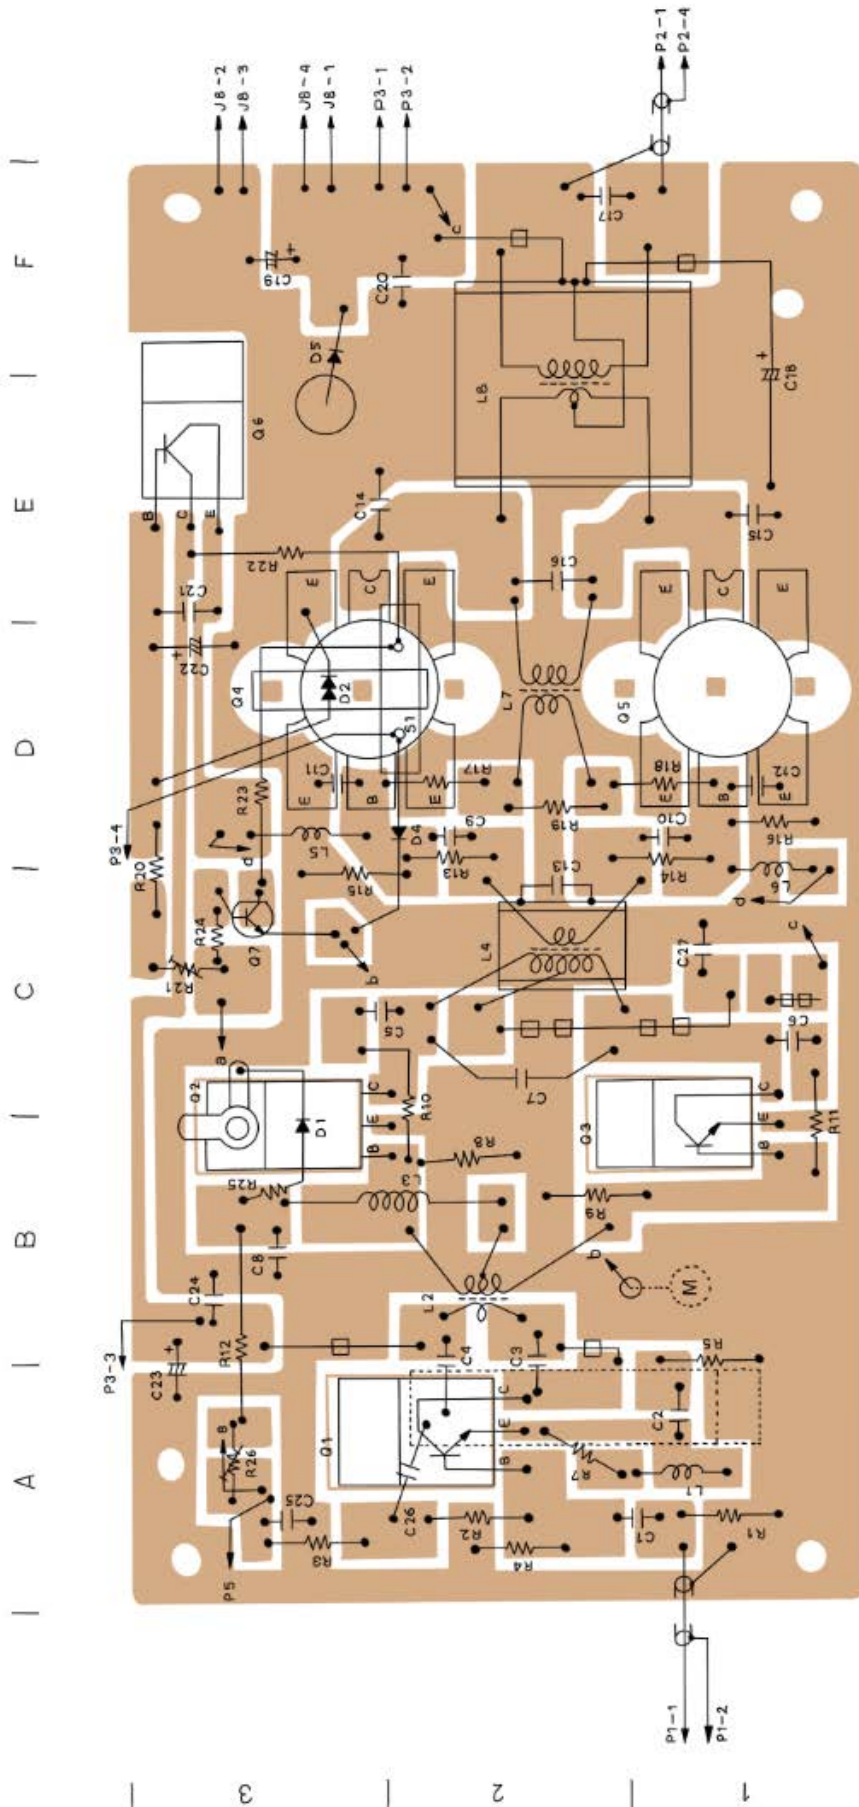 F
E
D
C
B
A
3
2
1
J8-2
J8-3
J8-4
J8-1
P3-1
P3-2
P2-1
P2-4
C19
C20
c
C17
D5
Q6
L8
C18
B
C
E
C14
C15
R22
C21
C22
E
C
E
C16
E
C
E
Q4
D2
S1
L7
Q5
P3-4
R23
C11
E
B
E
R17
R19
R18
E
B
E
C12
R20
d
L5
D4
C9
C10
R16
R24
Q7
R15
R13
C13
R14
L6
d
R21
b
L4
C27
c
a
C5
C6
Q2
C
E
B
R10
C7
Q3
C
E
B
R11
D1
R25
L3
R8
R9
C8
b
M
C24
L2
P3-3
C23
R12
C4
C3
R5
a
R26
Q1
C
E
B
C2
R7
L1
C25
C26
R3
R2
R4
C1
R1
P5
P1-1
P1-2